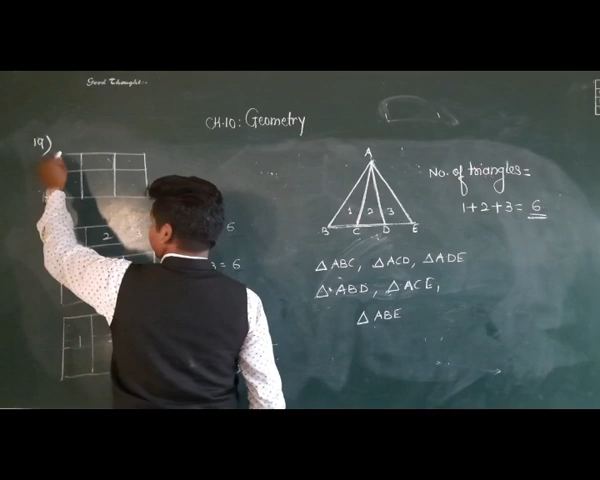 Good Thought:-
CH-10: Geometry
19)
A
No. of triangles =
1+2+3= 6
1 2 3
B C D E
2
6
3 = 6
△ABC, △ACD, △ADE
△ABD, △ACE,
△ABE
1